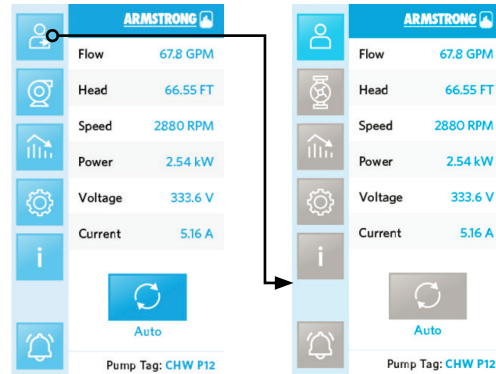 ARMSTRONG
Flow 67.8 GPM
Head 66.55 FT
Speed 2880 RPM
Power 2.54 kW
Voltage 333.6 V
Current 5.16 A
i
Auto
Pump Tag: CHW P12
ARMSTRONG
Flow 67.8 GPM
Head 66.55 FT
Speed 2880 RPM
Power 2.54 kW
Voltage 333.6 V
Current 5.16 A
i
Auto
Pump Tag: CHW P12